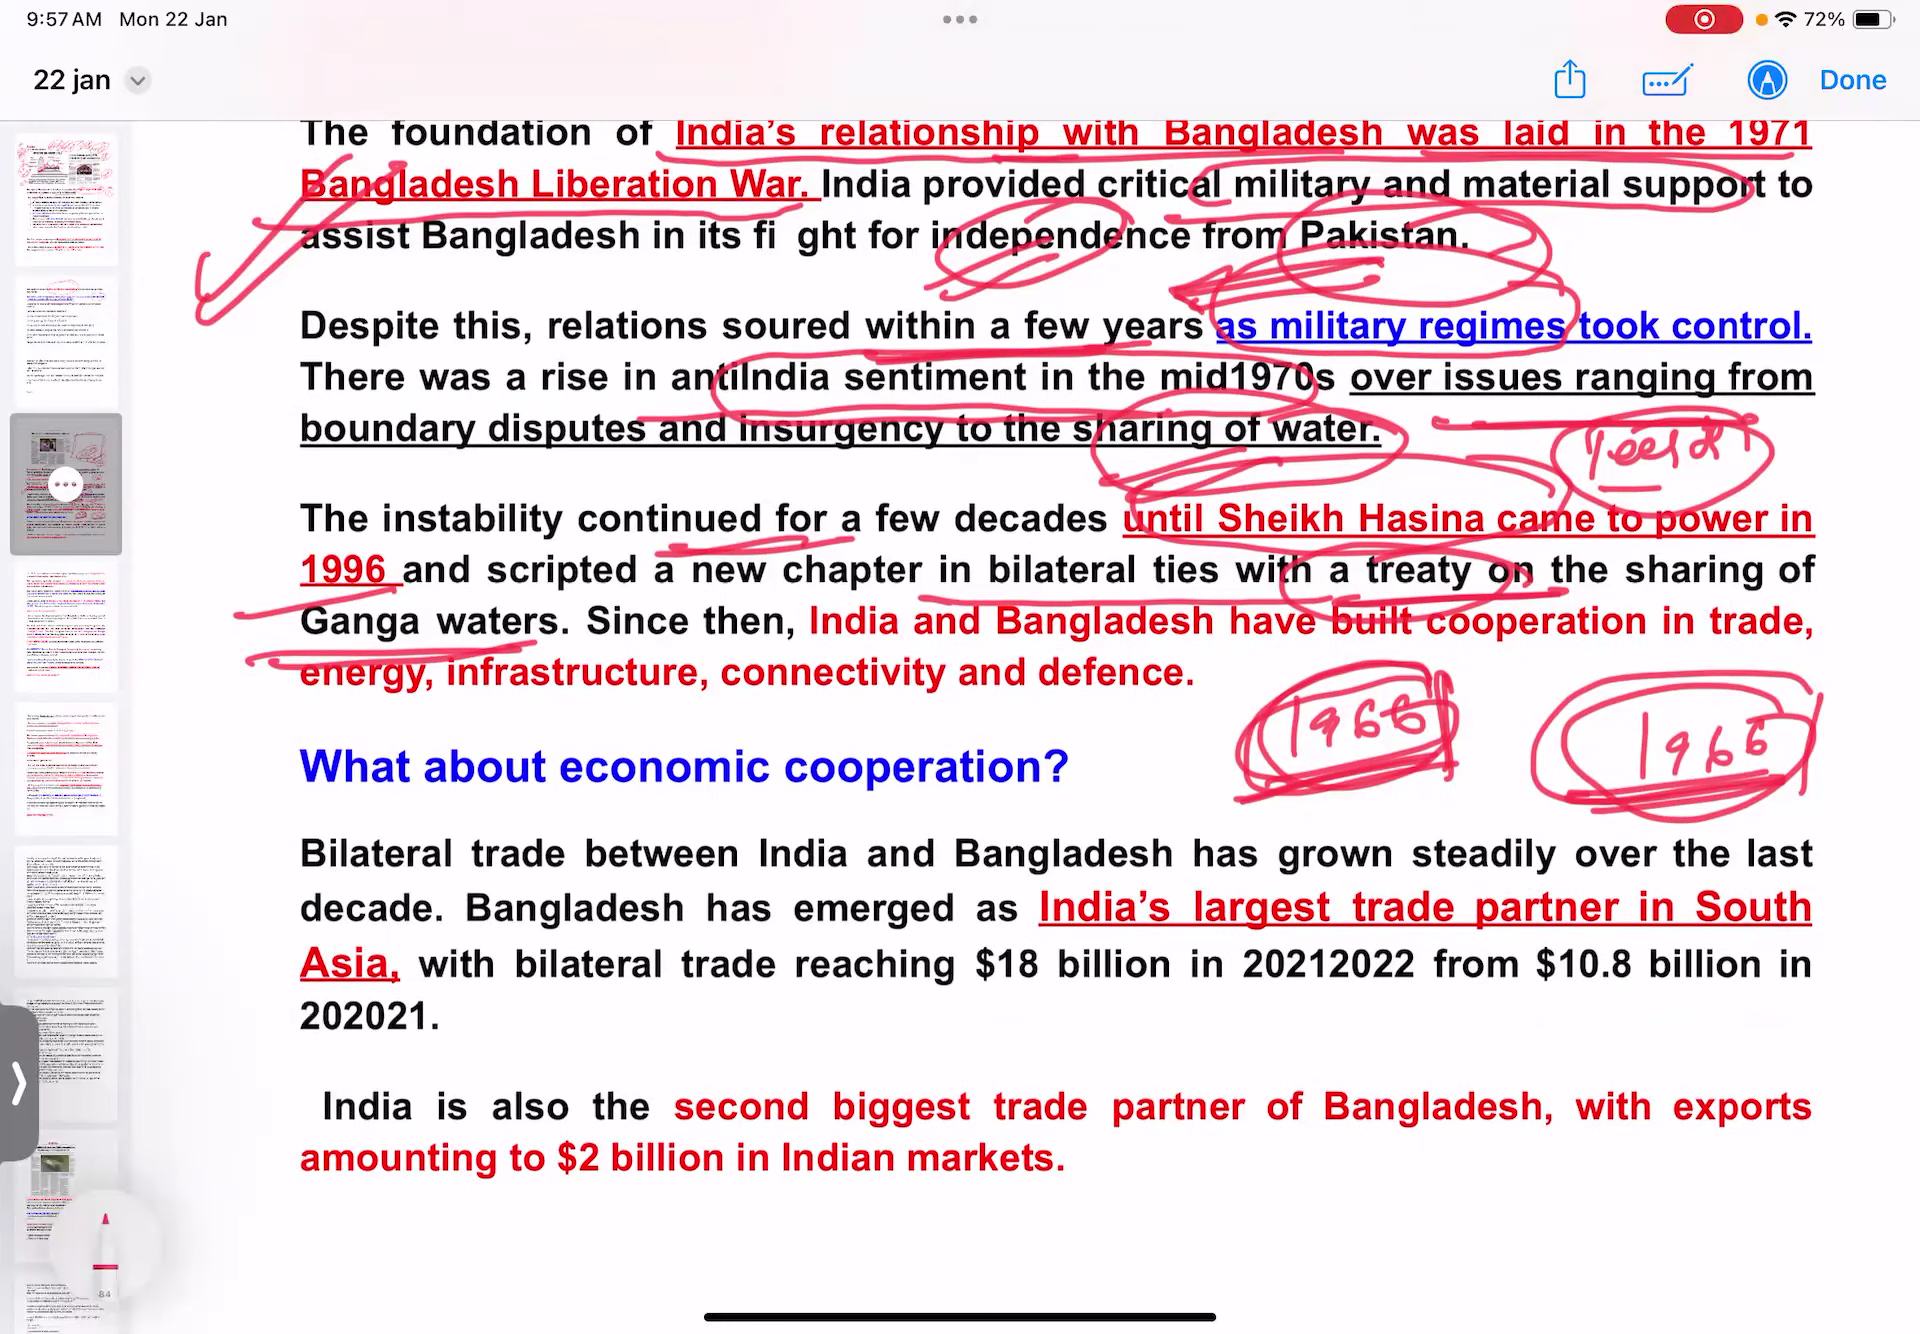 9:57 AM Mon 22 Jan
72%
22 jan
Done
The foundation of India's relationship with Bangladesh was laid in the 1971
Bangladesh Liberation War. India provided critical military and material support to
assist Bangladesh in its fi ght for independence from Pakistan.
Despite this, relations soured within a few years as military regimes took control.
There was a rise in antiIndia sentiment in the mid1970s over issues ranging from
boundary disputes and insurgency to the sharing of water.
The instability continued for a few decades until Sheikh Hasina came to power in
1996 and scripted a new chapter in bilateral ties with a treaty on the sharing of
Ganga waters. Since then, India and Bangladesh have built cooperation in trade,
energy, infrastructure, connectivity and defence.
1966 1966
What about economic cooperation?
Bilateral trade between India and Bangladesh has grown steadily over the last
decade. Bangladesh has emerged as India's largest trade partner in South
Asia, with bilateral trade reaching $18 billion in 20212022 from $10.8 billion in
202021.
India is also the second biggest trade partner of Bangladesh, with exports
amounting to $2 billion in Indian markets.
84